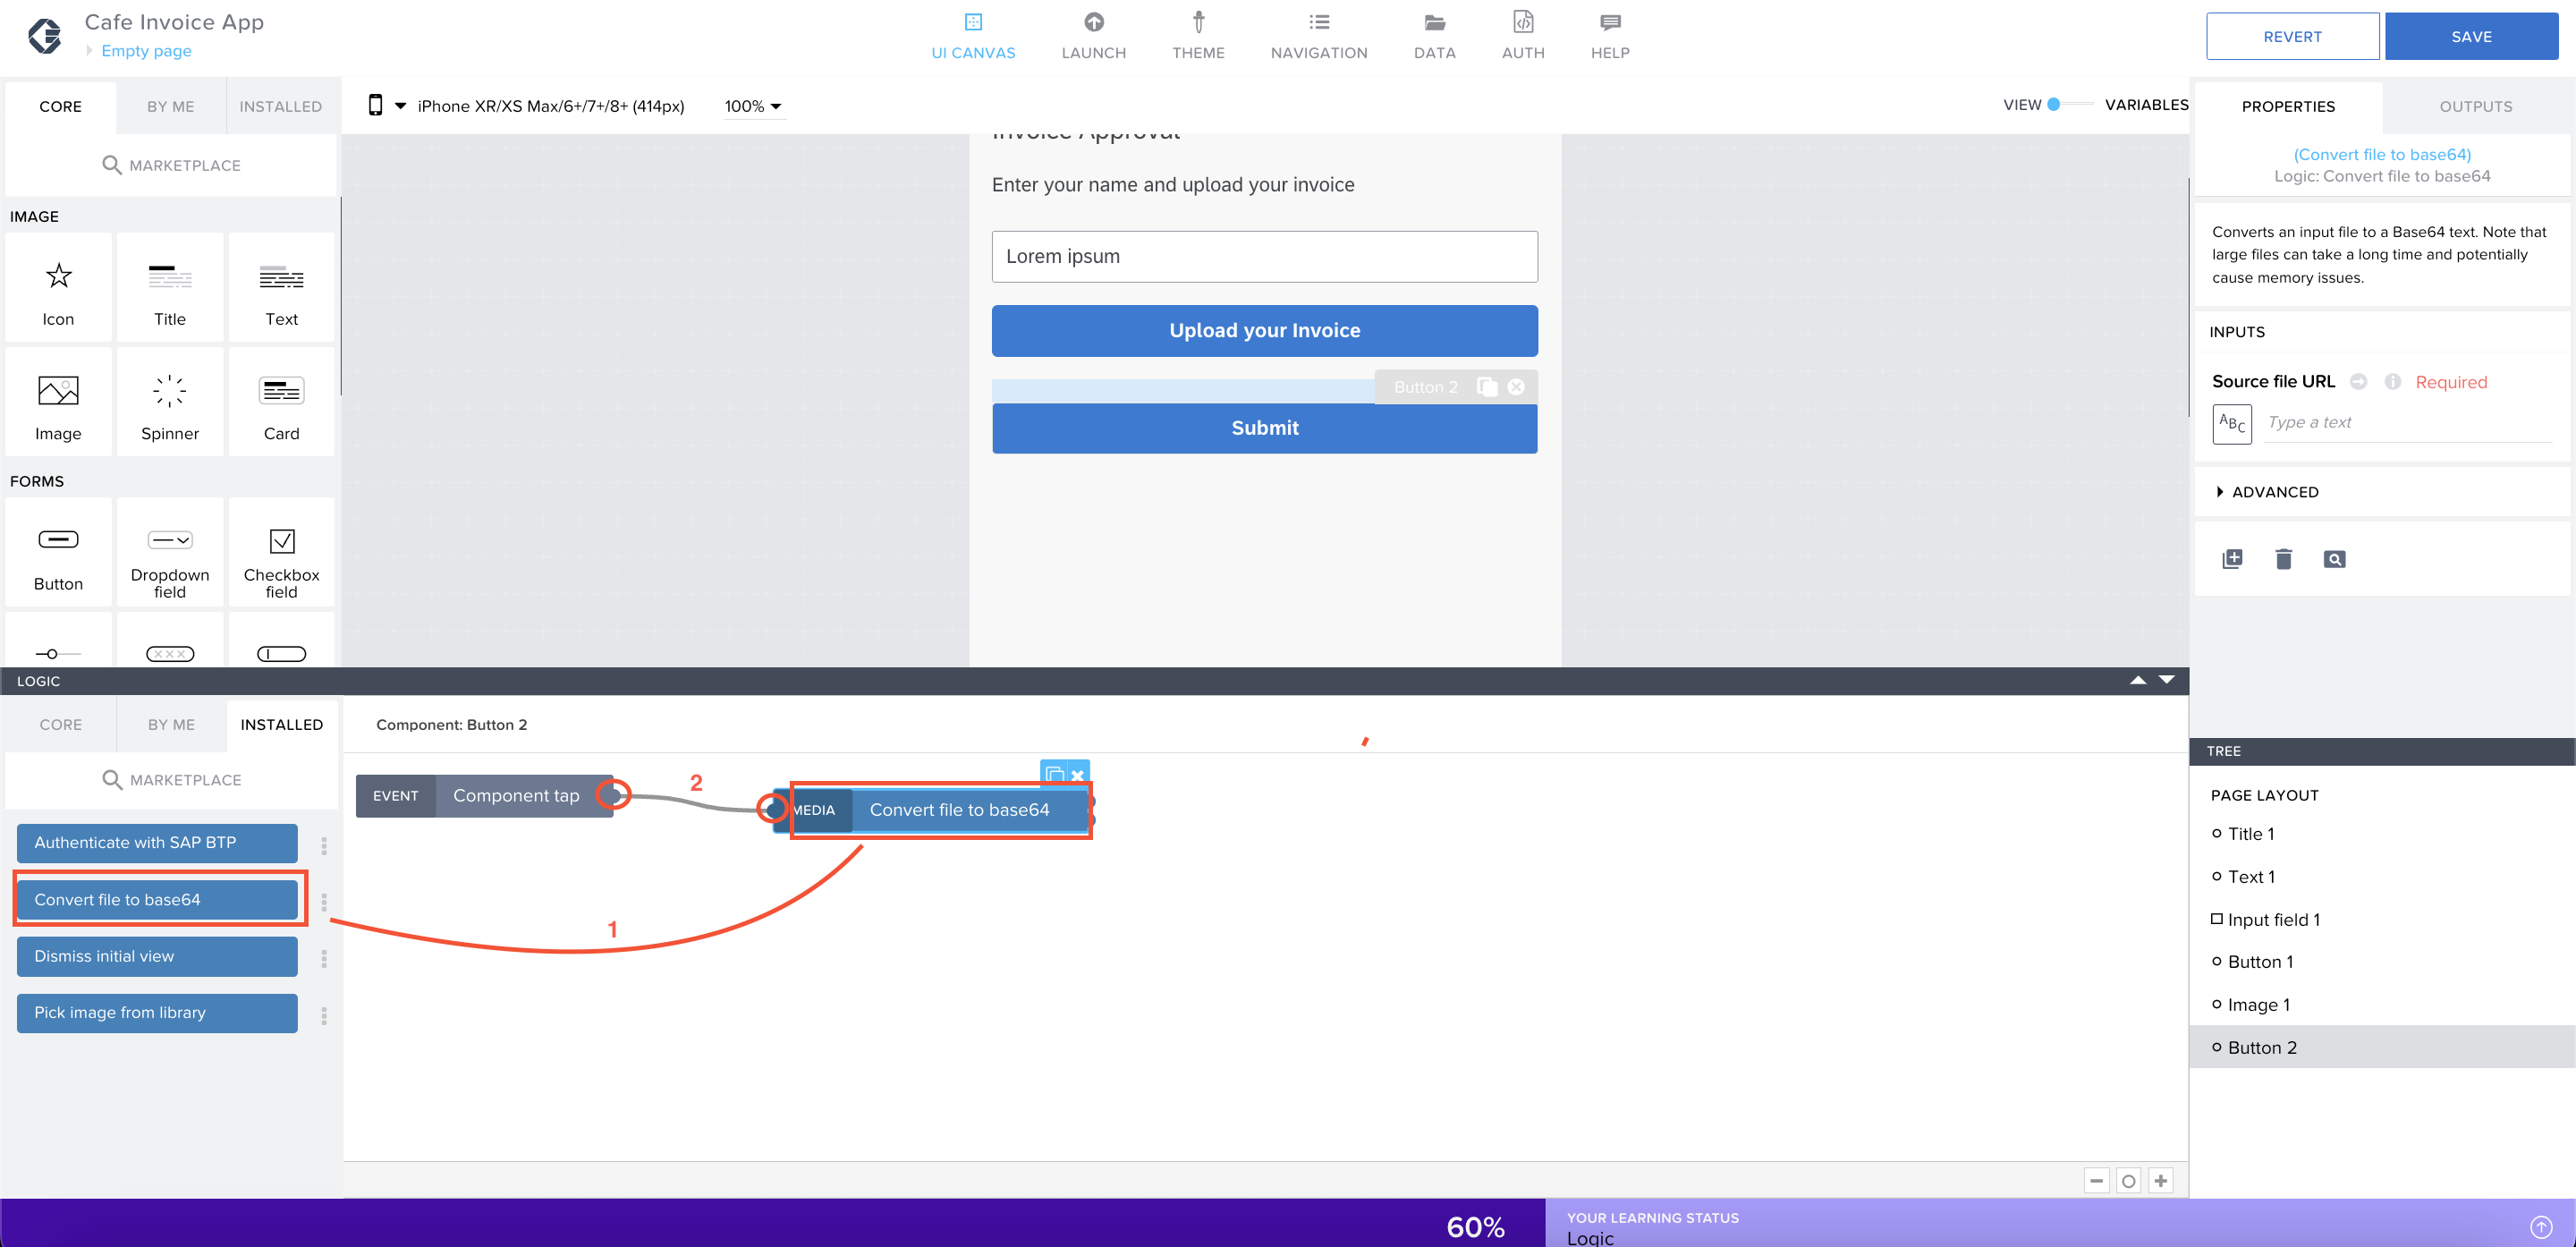 Cafe Invoice App
Empty page
UI CANVAS
LAUNCH
THEME
NAVIGATION
DATA
AUTH
HELP
REVERT
SAVE
CORE
BY ME
INSTALLED
MARKETPLACE
iPhone XR/XS Max/6+/7+/8+ (414px)
100%
VIEW
VARIABLES
PROPERTIES
OUTPUTS
IMAGE
Icon
Title
Text
Image
Spinner
Card
FORMS
Button
Dropdown
field
Checkbox
field
Invoice Approval
Enter your name and upload your invoice
Lorem ipsum
Upload your Invoice
Button 2
Submit
(Convert file to base64)
Logic: Convert file to base64
Converts an input file to a Base64 text. Note that
large files can take a long time and potentially
cause memory issues.
INPUTS
Source file URL
Required
ABC
Type a text
ADVANCED
LOGIC
CORE
BY ME
INSTALLED
MARKETPLACE
Authenticate with SAP BTP
Convert file to base64
Dismiss initial view
Pick image from library
Component: Button 2
EVENT
Component tap
2
MEDIA
Convert file to base64
1
TREE
PAGE LAYOUT
Title 1
Text 1
Input field 1
Button 1
Image 1
Button 2
60%
YOUR LEARNING STATUS
Logic